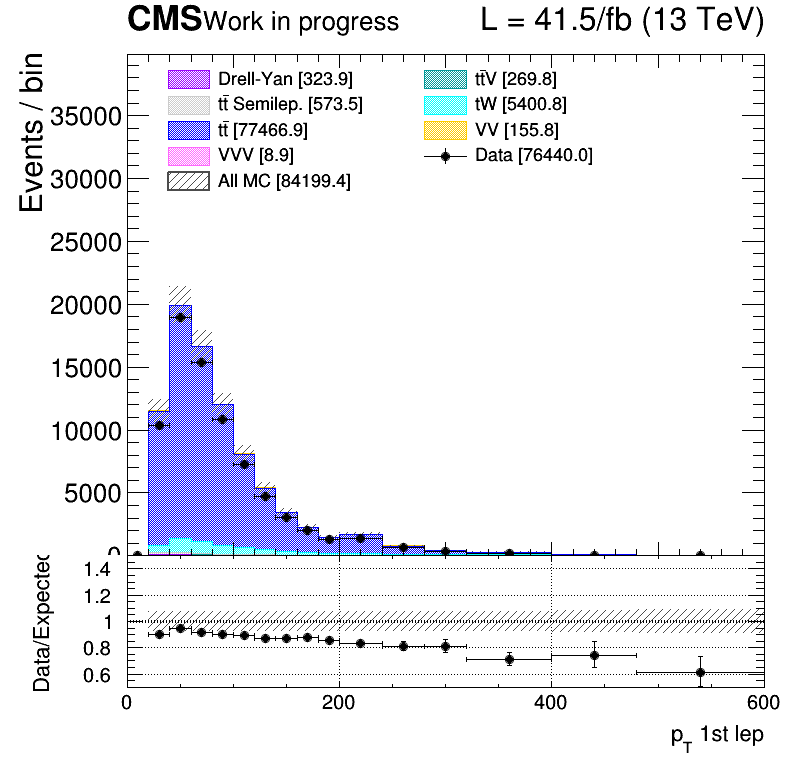 CMS Work in progress L = 41.5/fb (13 TeV)
Events / bin
Drell-Yan [323.9] tt̄V [269.8]
tt̄ Semilep. [573.5] tW [5400.8]
tt̄ [77466.9] VV [155.8]
VVV [8.9] Data [76440.0]
All MC [84199.4]
35000
30000
25000
20000
15000
10000
5000
0
Data/Expected
1.4
1.2
1
0.8
0.6
0 200 400 600
p_T 1st lep